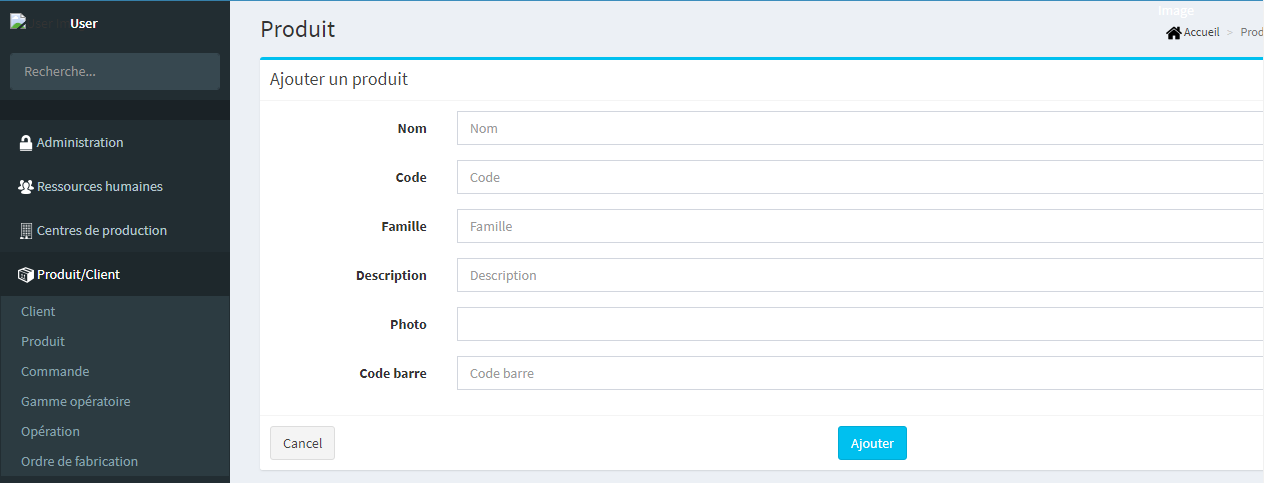 User
Image
Produit
Accueil > Prod
Recherche...
Ajouter un produit
Administration
Ressources humaines
Centres de production
Produit/Client
Client
Produit
Commande
Gamme opératoire
Opération
Ordre de fabrication
Nom
Nom
Code
Code
Famille
Famille
Description
Description
Photo
Code barre
Code barre
Cancel
Ajouter